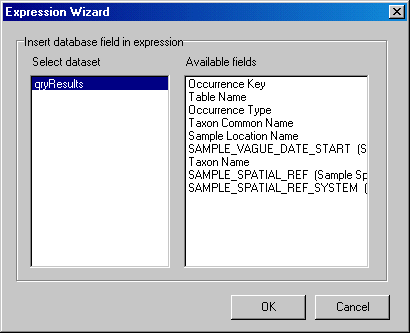 Expression Wizard
Insert database field in expression
Select dataset
Available fields
qryResults
Occurrence Key
Table Name
Occurrence Type
Taxon Common Name
Sample Location Name
SAMPLE_VAGUE_DATE_START (S
Taxon Name
SAMPLE_SPATIAL_REF (Sample Sp
SAMPLE_SPATIAL_REF_SYSTEM (
OK
Cancel